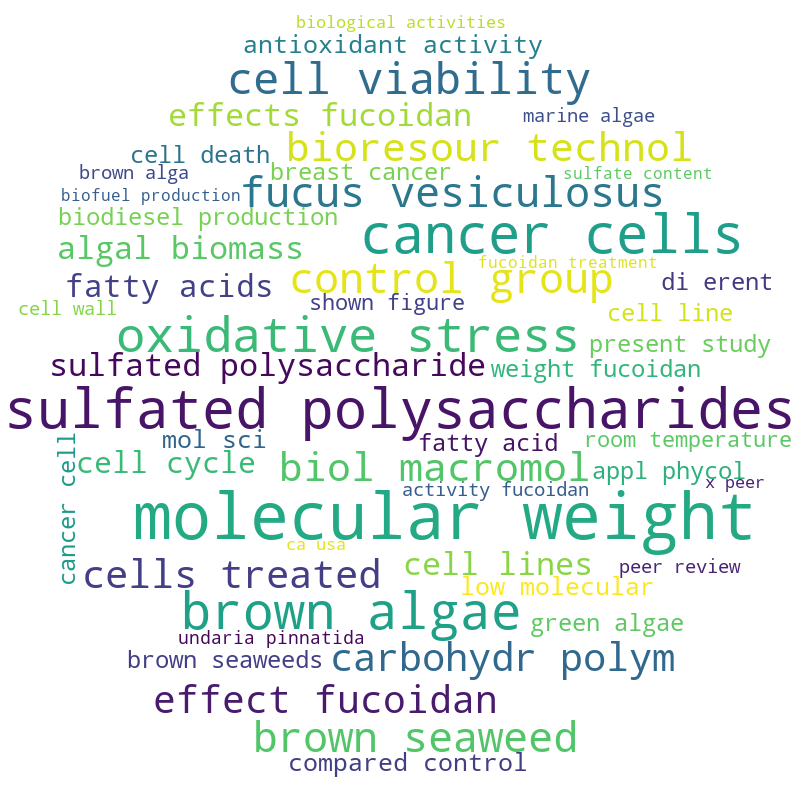 biological activities
antioxidant activity
cell viability
effects fucoidan
marine algae
bioresour technol
cell death
breast cancer
brown alga
sulfate content
biofuel production
fucus vesiculosus
biodiesel production
cancer cells
algal biomass
fucoidan treatment
control group
fatty acids
di erent
shown figure
cell wall
cell line
oxidative stress
present study
sulfated polysaccharide
weight fucoidan
sulfated polysaccharides
mol sci
fatty acid
room temperature
cancer cell
cell cycle
biol macromol
appl phycol
x peer
activity fucoidan
molecular weight
ca usa
cell lines
peer review
cells treated
low molecular
brown algae
green algae
undaria pinnatida
brown seaweeds
carbohydr polym
effect fucoidan
brown seaweed
compared control